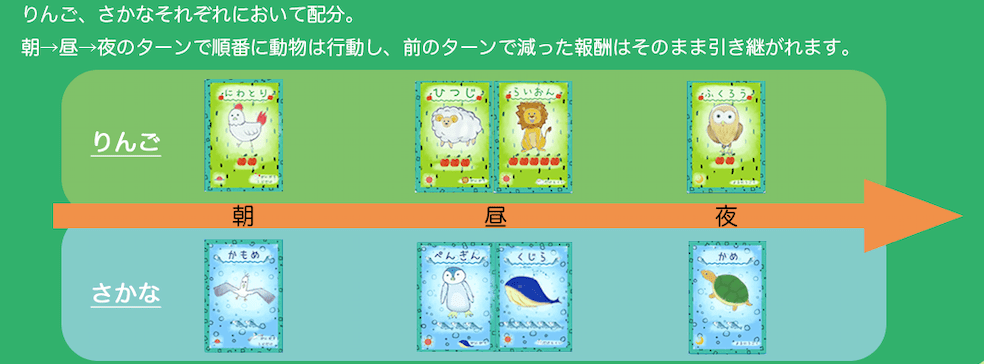 りんご、さかなそれぞれにおいて配分。
朝→昼→夜のターンで順番に動物は行動し、前のターンで減った報酬はそのまま引き継がれます。
りんご
にわとり
ひつじ
らいおん
ふくろう
朝
昼
夜
さかな
かもめ
ぺんぎん
くじら
かめ